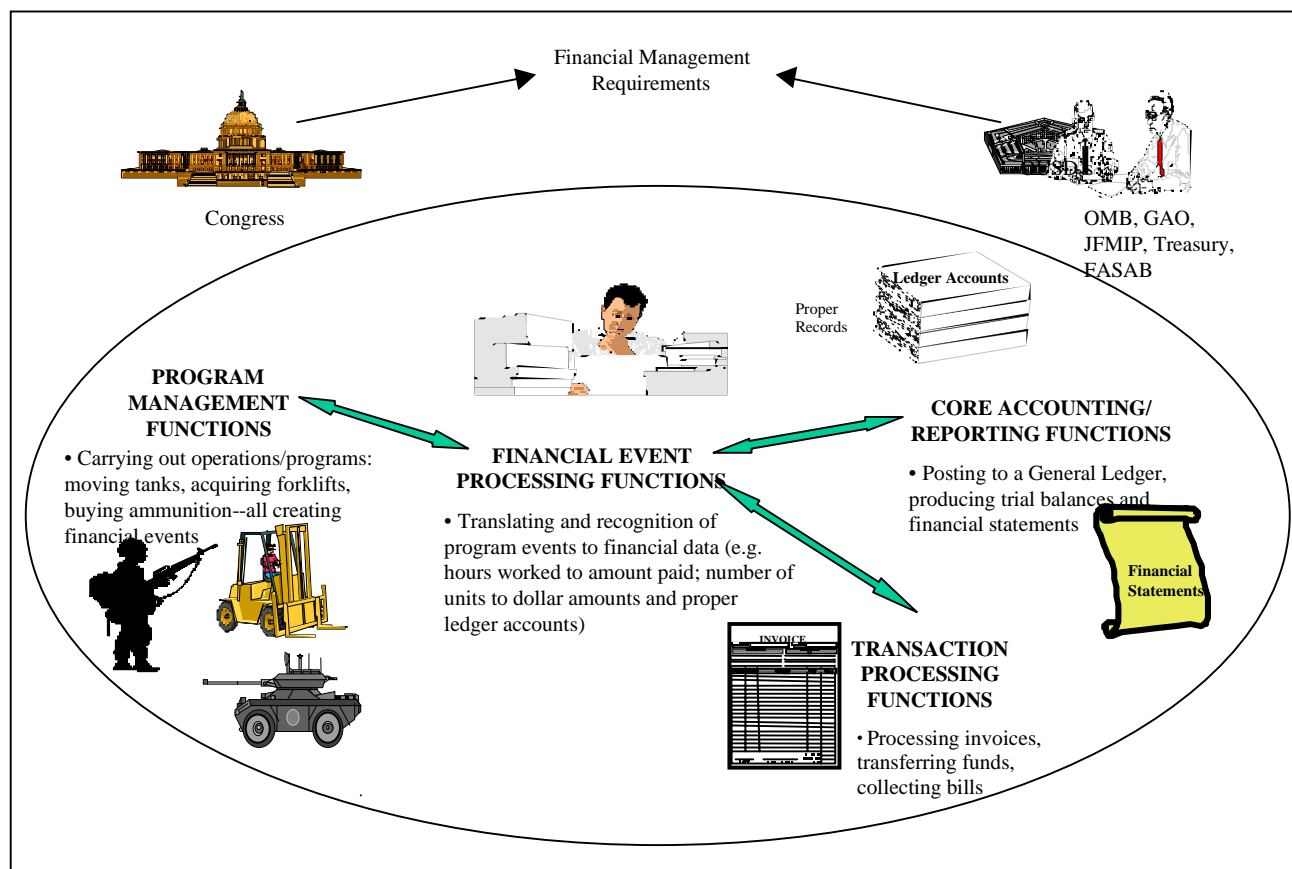 Financial Management
Requirements
Congress
OMB, GAO,
JFMIP, Treasury,
FASAB
Ledger Accounts
Proper
Records
PROGRAM
MANAGEMENT
FUNCTIONS
• Carrying out operations/programs:
moving tanks, acquiring forklifts,
buying ammunition--all creating
financial events
FINANCIAL EVENT
PROCESSING FUNCTIONS
• Translating and recognition of
program events to financial data (e.g.
hours worked to amount paid; number of
units to dollar amounts and proper
ledger accounts)
CORE ACCOUNTING/
REPORTING FUNCTIONS
• Posting to a General Ledger,
producing trial balances and
financial statements
Financial
Statements
INVOICE
TRANSACTION
PROCESSING
FUNCTIONS
• Processing invoices,
transferring funds,
collecting bills